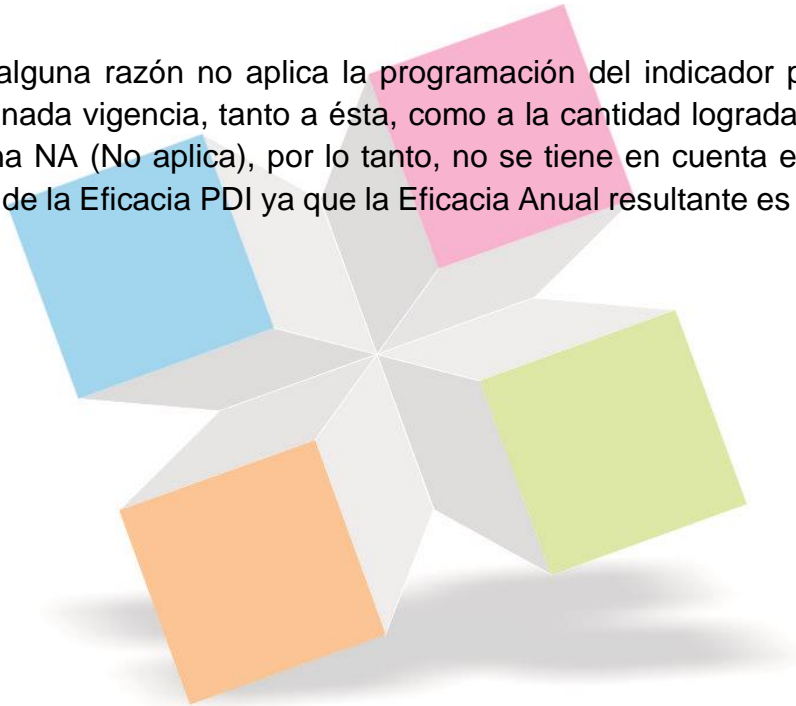 alguna razón no aplica la programación del indicador p
nada vigencia, tanto a ésta, como a la cantidad lograda
na NA (No aplica), por lo tanto, no se tiene en cuenta e
de la Eficacia PDI ya que la Eficacia Anual resultante es